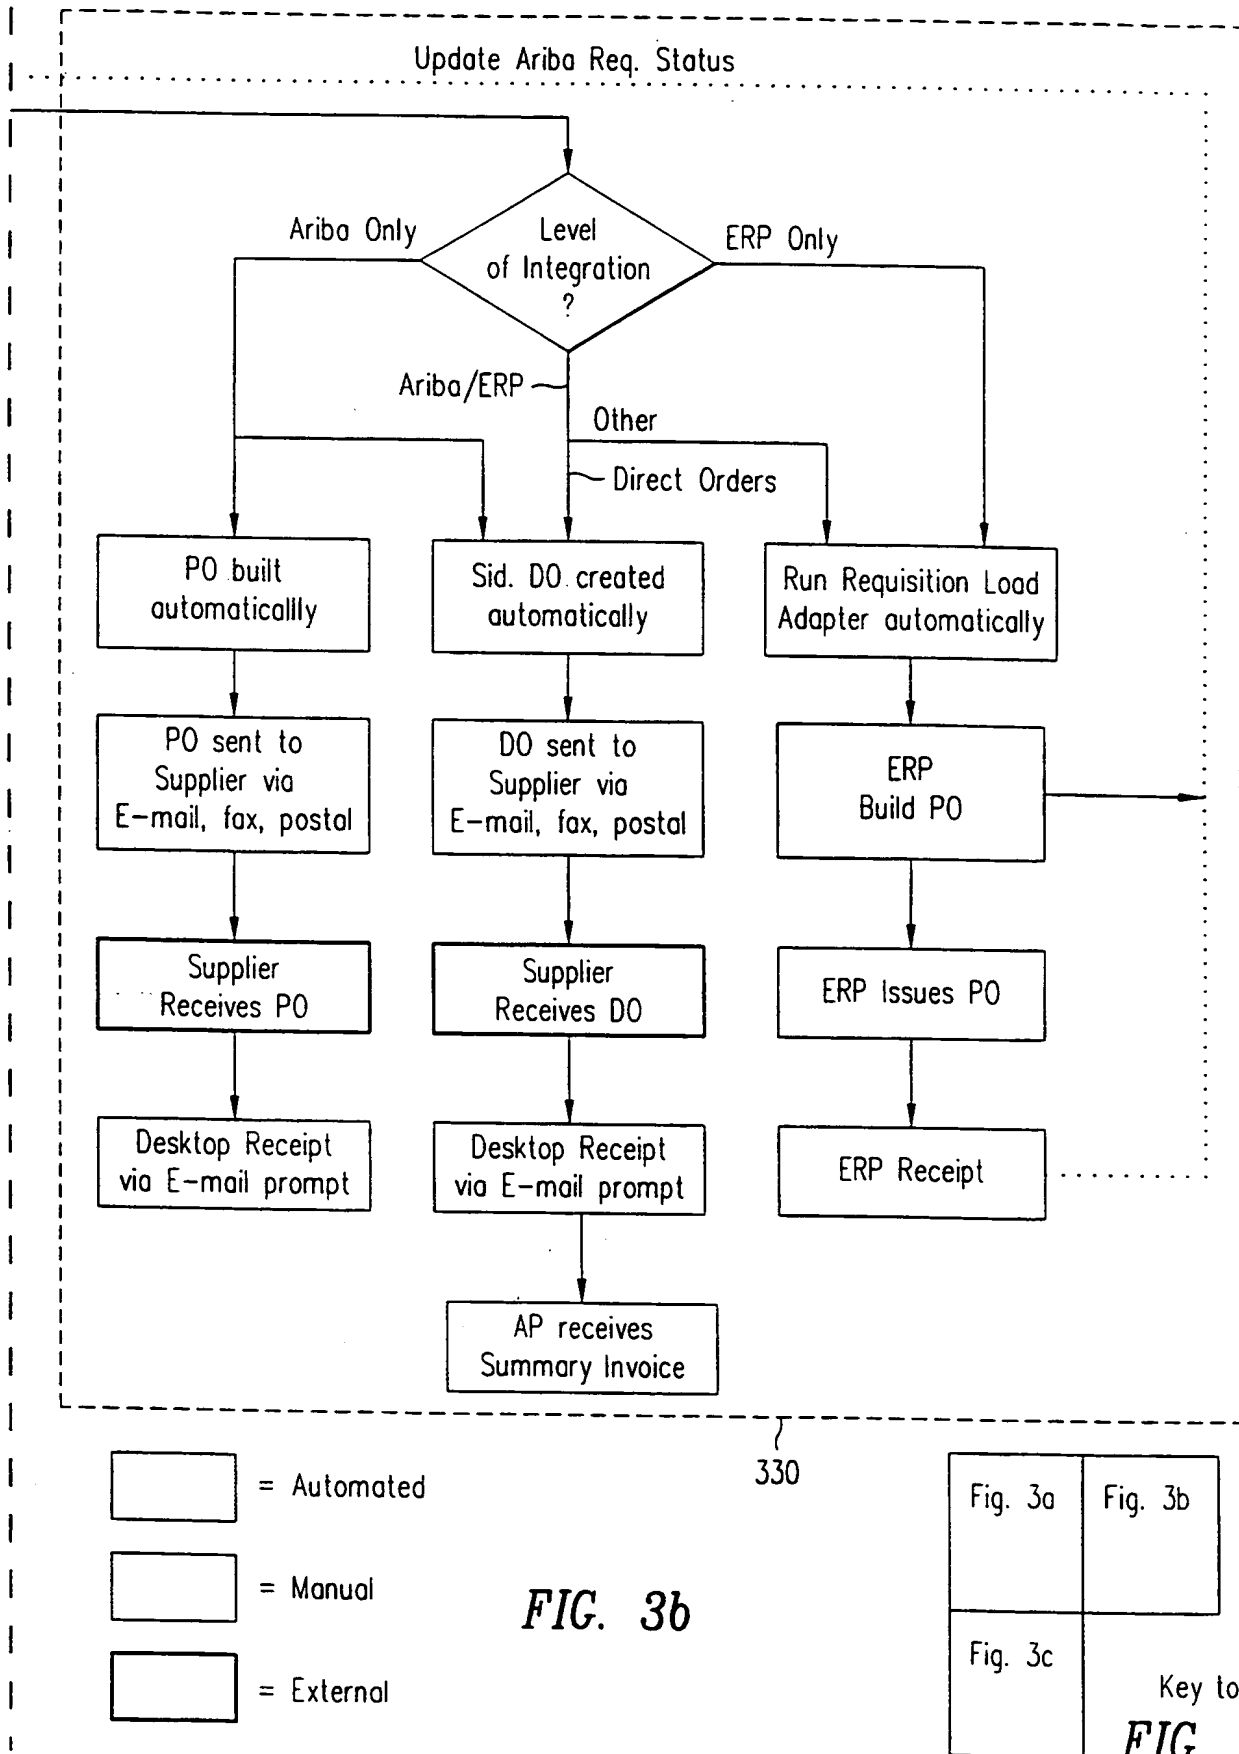 Update Ariba Req. Status
Ariba Only
Level
of Integration
?
ERP Only
Ariba/ERP
Other
Direct Orders
PO built
automaticallly
Sid. DO created
automatically
Run Requisition Load
Adapter automatically
PO sent to
Supplier via
E-mail, fax, postal
DO sent to
Supplier via
E-mail, fax, postal
ERP
Build PO
Supplier
Receives PO
Supplier
Receives DO
ERP Issues PO
Desktop Receipt
via E-mail prompt
Desktop Receipt
via E-mail prompt
ERP Receipt
AP receives
Summary Invoice
330
= Automated
= Manual
= External
FIG. 3b
Fig. 3a
Fig. 3b
Fig. 3c
Key to
FIG